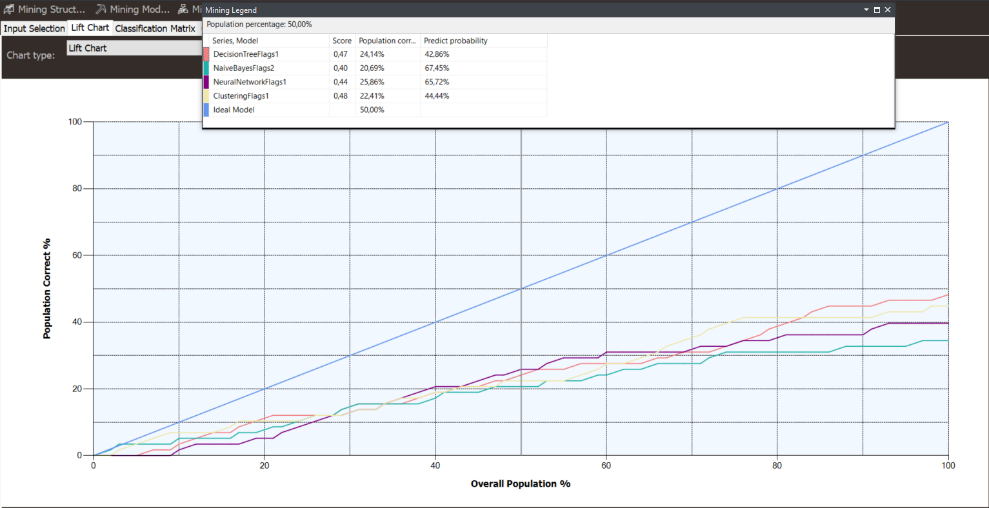 Mining Struct... Mining Mod... Mi
Mining Legend
Population percentage: 50,00%
Input Selection Lift Chart Classification Matrix
Chart type: Lift Chart
Series, Model Score Population corr... Predict probability
DecisionTreeFlags1 0,47 24,14% 42,86%
NaiveBayesFlags2 0,40 20,69% 67,45%
NeuralNetworkFlags1 0,44 25,86% 65,72%
ClusteringFlags1 0,48 22,41% 44,44%
Ideal Model 50,00%
100
80
60
40
20
0
Population Correct %
0 20 40 60 80 100
Overall Population %